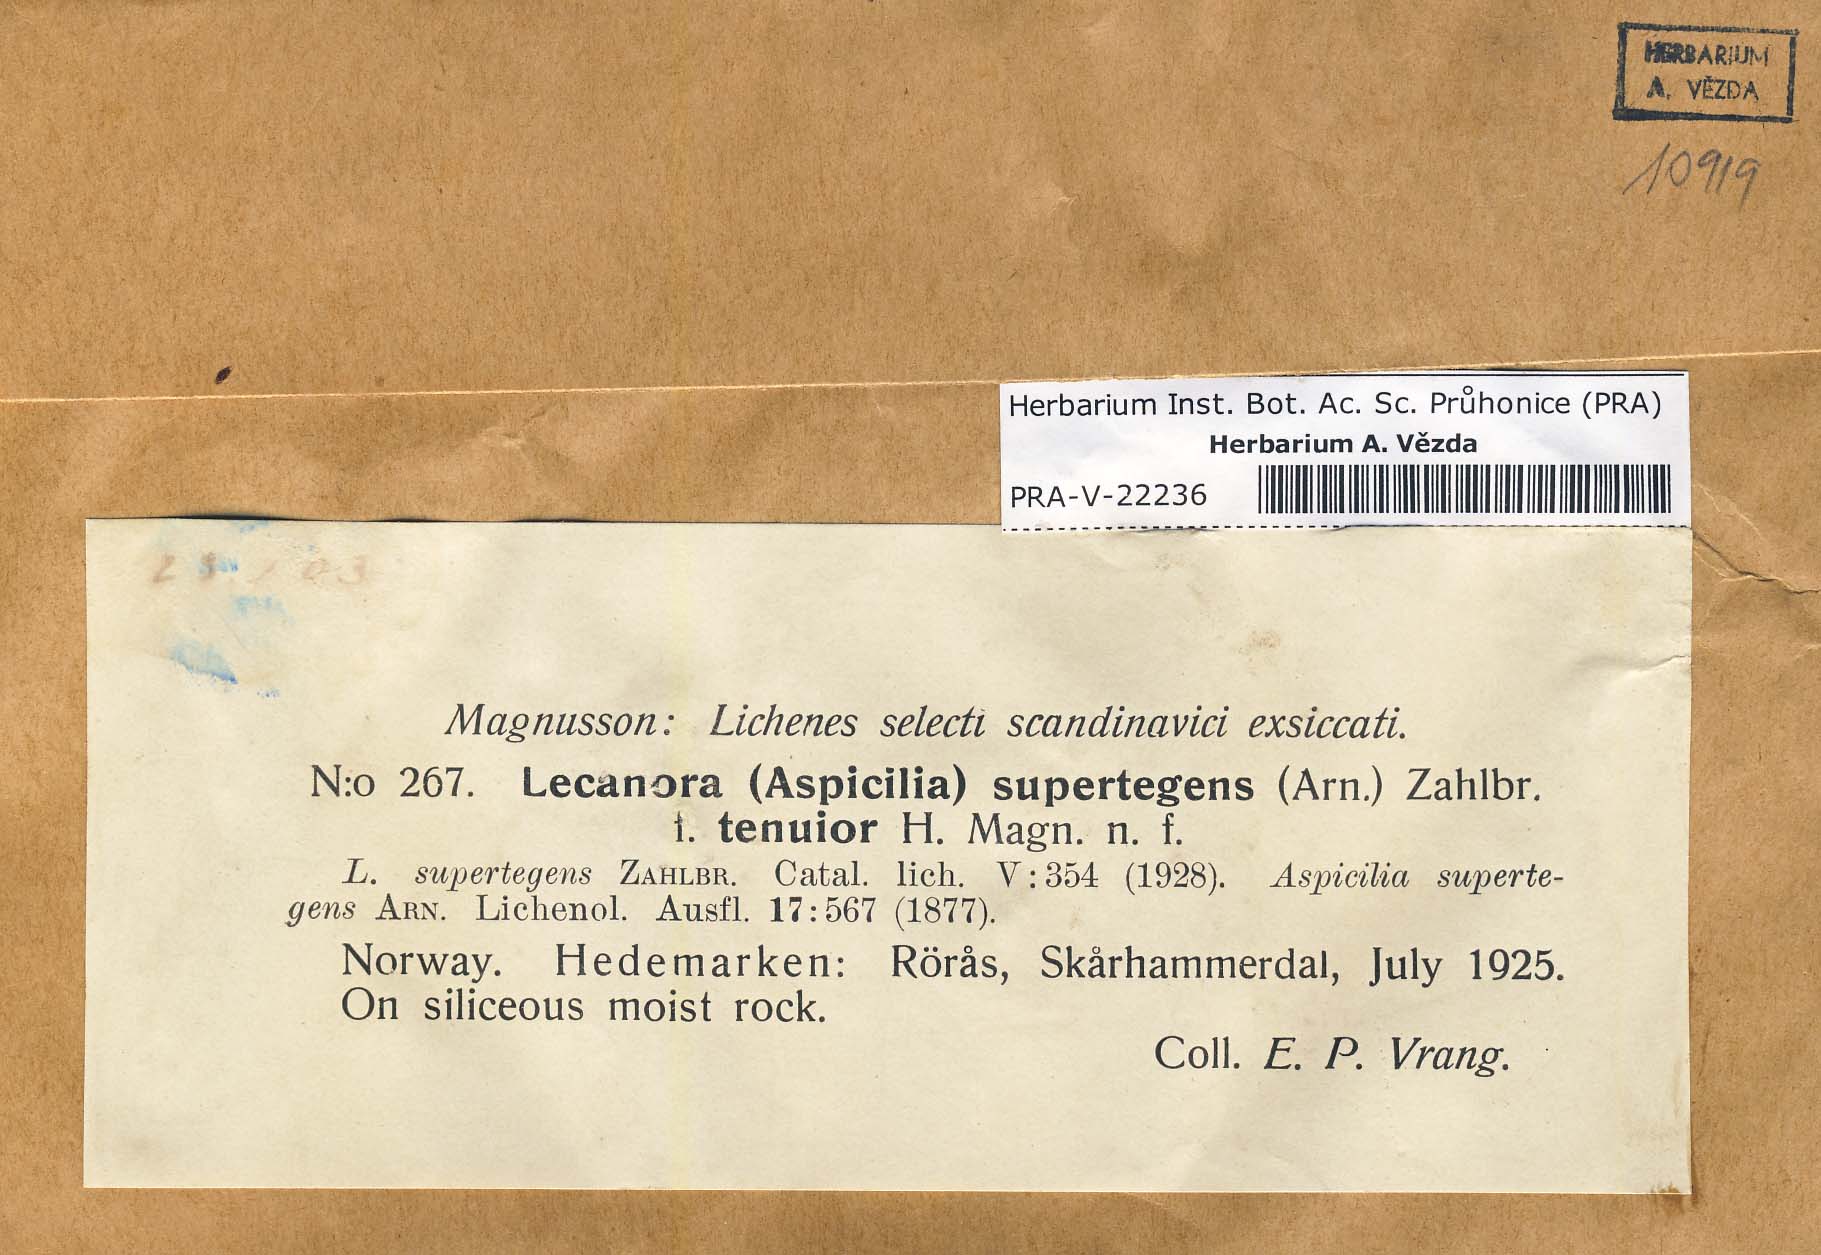 HERBARIUM
A. VĚZDA
10919
Herbarium Inst. Bot. Ac. Sc. Průhonice (PRA)
Herbarium A. Vězda
PRA-V-22236
Magnusson: Lichenes selecti scandinavici exsiccati.
N:o 267. Lecanora (Aspicilia) supertegens (Arn.) Zahlbr.
f. tenuior H. Magn. n. f.
L. supertegens ZAHLBR. Catal. lich. V:354 (1928). Aspicilia superte-
gens ARN. Lichenol. Ausfl. 17:567 (1877).
Norway. Hedemarken: Rörås, Skårhammerdal, July 1925.
On siliceous moist rock.
Coll. E. P. Vrang.